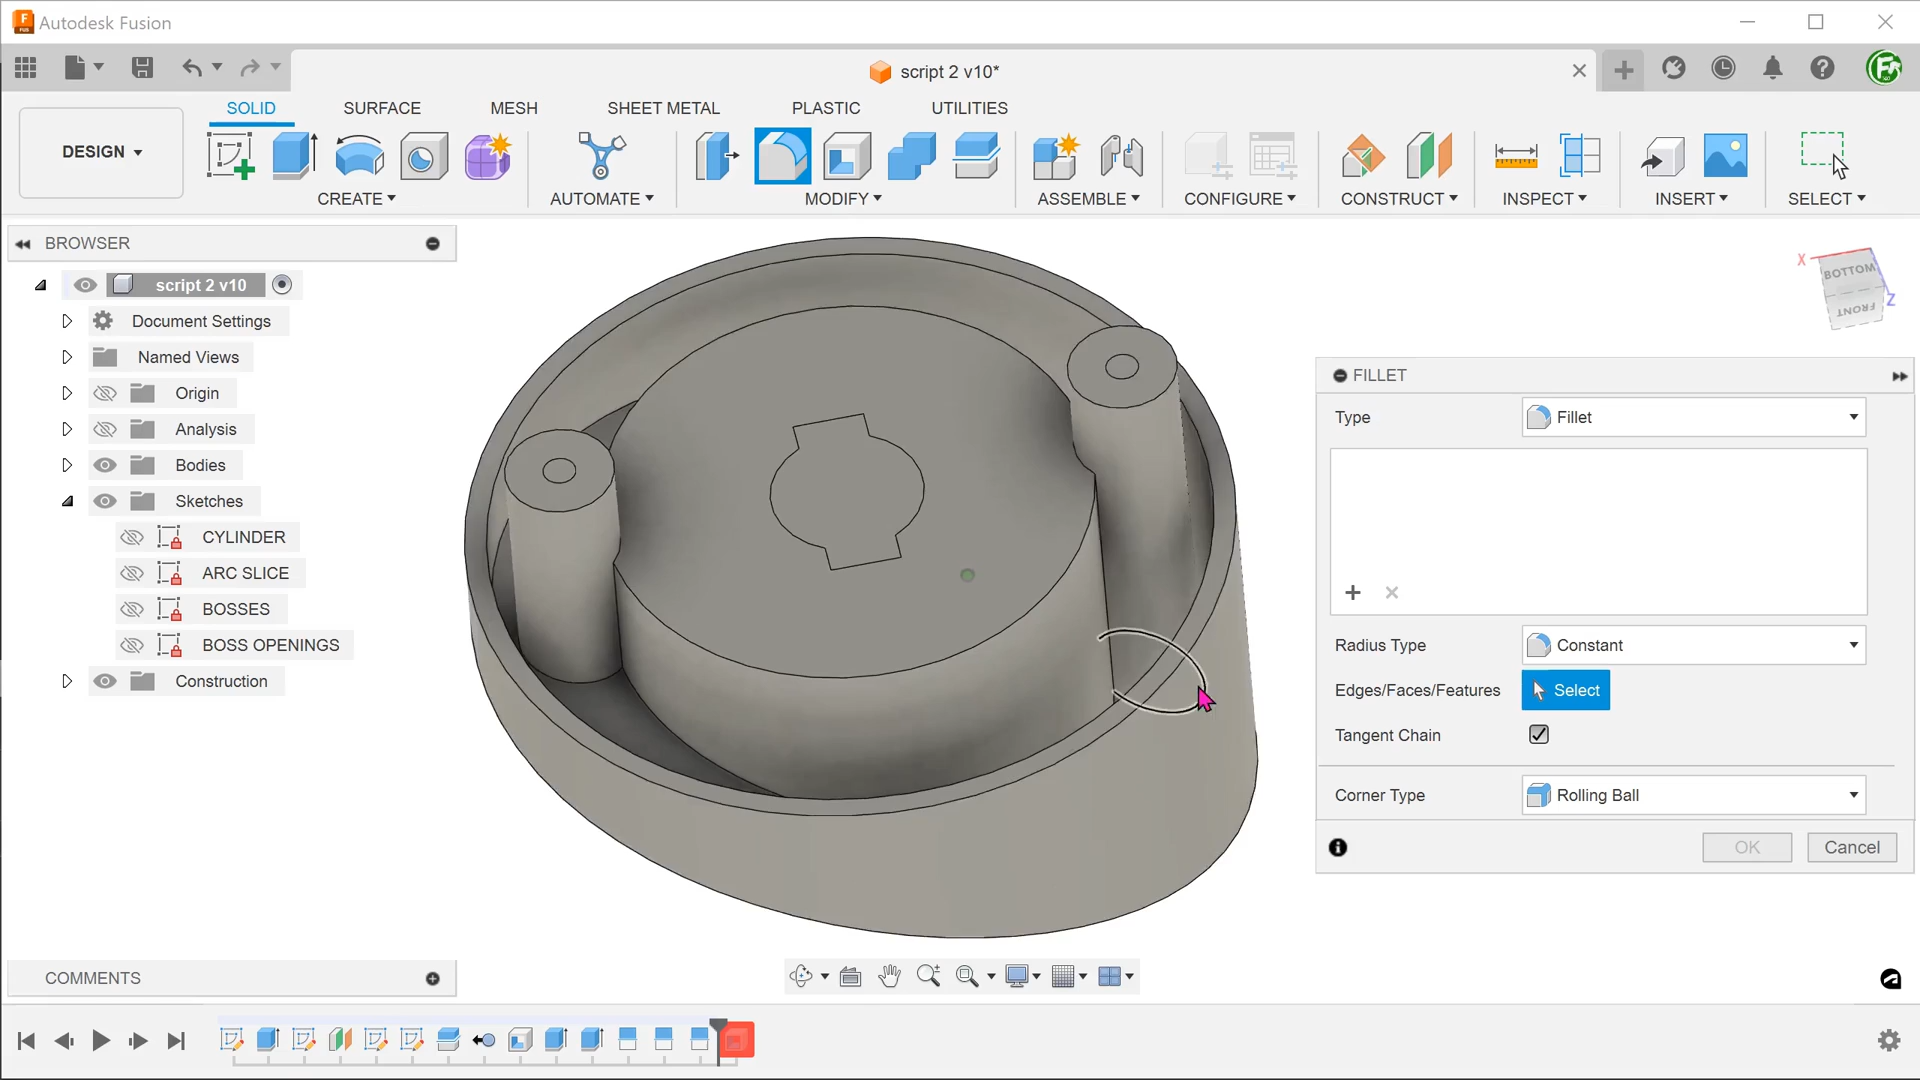 Autodesk Fusion
script 2 v10*
SOLID SURFACE MESH SHEET METAL PLASTIC UTILITIES
DESIGN
CREATE AUTOMATE MODIFY ASSEMBLE CONFIGURE CONSTRUCT INSPECT INSERT SELECT
BROWSER
script 2 v10
Document Settings
Named Views
Origin
Analysis
Bodies
Sketches
CYLINDER
ARC SLICE
BOSSES
BOSS OPENINGS
Construction
X
BOTTOM
Z
FRONT
FILLET
Type Fillet
Radius Type Constant
Edges/Faces/Features Select
Tangent Chain
Corner Type Rolling Ball
OK Cancel
COMMENTS